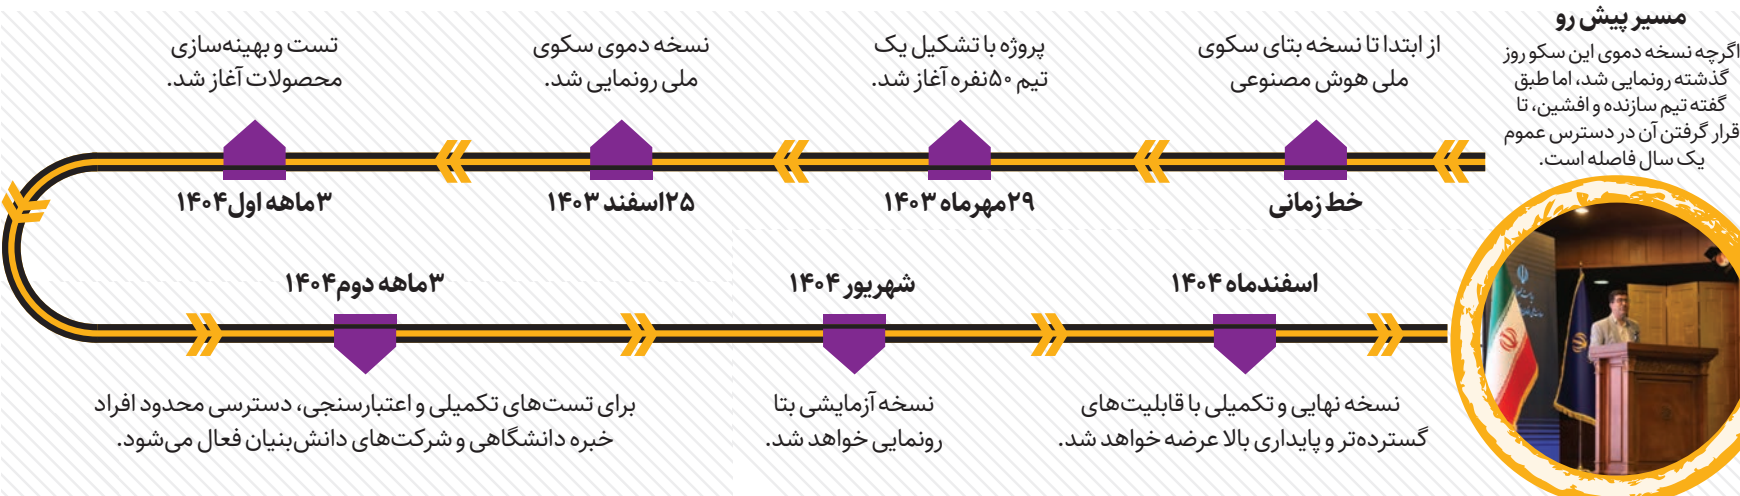 مسیر پیش رو
اگرچه نسخه دموی این سکو روز
گذشته رونمایی شد، اما طبق
گفته تیم سازنده و افشین، تا
قرار گرفتن آن در دسترس عموم
یک سال فاصله است.
از ابتدا تا نسخه بتای سکوی
ملی هوش مصنوعی
خط زمانی
پروژه با تشکیل یک
تیم ۵۰نفره آغاز شد.
۲۹مهرماه ۱۴۰۳
نسخه دموی سکوی
ملی رونمایی شد.
۲۵اسفند ۱۴۰۳
تست و بهینه‌سازی
محصولات آغاز شد.
۳ماهه اول۱۴۰۴
۳ماهه دوم۱۴۰۴
برای تست‌های تکمیلی و اعتبارسنجی، دسترسی محدود افراد
خبره دانشگاهی و شرکت‌های دانش‌بنیان فعال می‌شود.
شهریور ۱۴۰۴
نسخه آزمایشی بتا
رونمایی خواهد شد.
اسفندماه ۱۴۰۴
نسخه نهایی و تکمیلی با قابلیت‌های
گسترده‌تر و پایداری بالا عرضه خواهد شد.